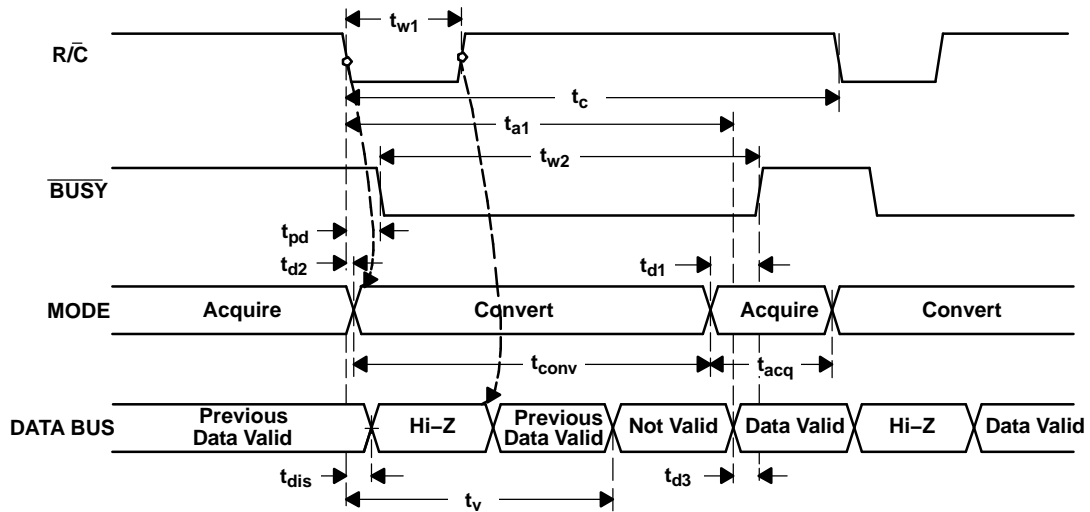 t_w1
R/C̅
t_c
t_a1
t_w2
B̅U̅S̅Y̅
t_pd
t_d2
t_d1
MODE
Acquire
Convert
Acquire
Convert
t_conv
t_acq
DATA BUS
Previous
Data Valid
Hi–Z
Previous
Data Valid
Not Valid
Data Valid
Hi–Z
Data Valid
t_dis
t_d3
t_v